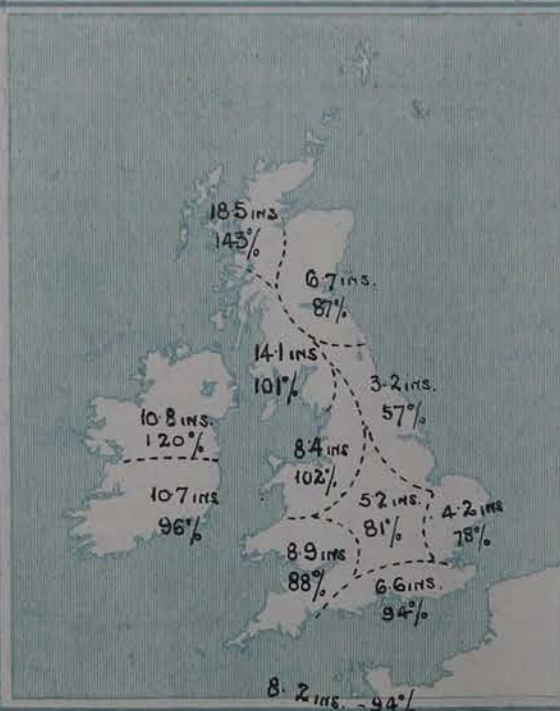 18.5 INS
143%
6.7 INS.
87%
14.1 INS
101%
3.2 INS.
57%
10.8 INS.
120%
8.4 INS
102%
10.7 INS
96%
5.2 INS.
81%
4.2 INS
78%
8.9 INS
88%
6.6 INS.
94%
8.2 INS. - 94%